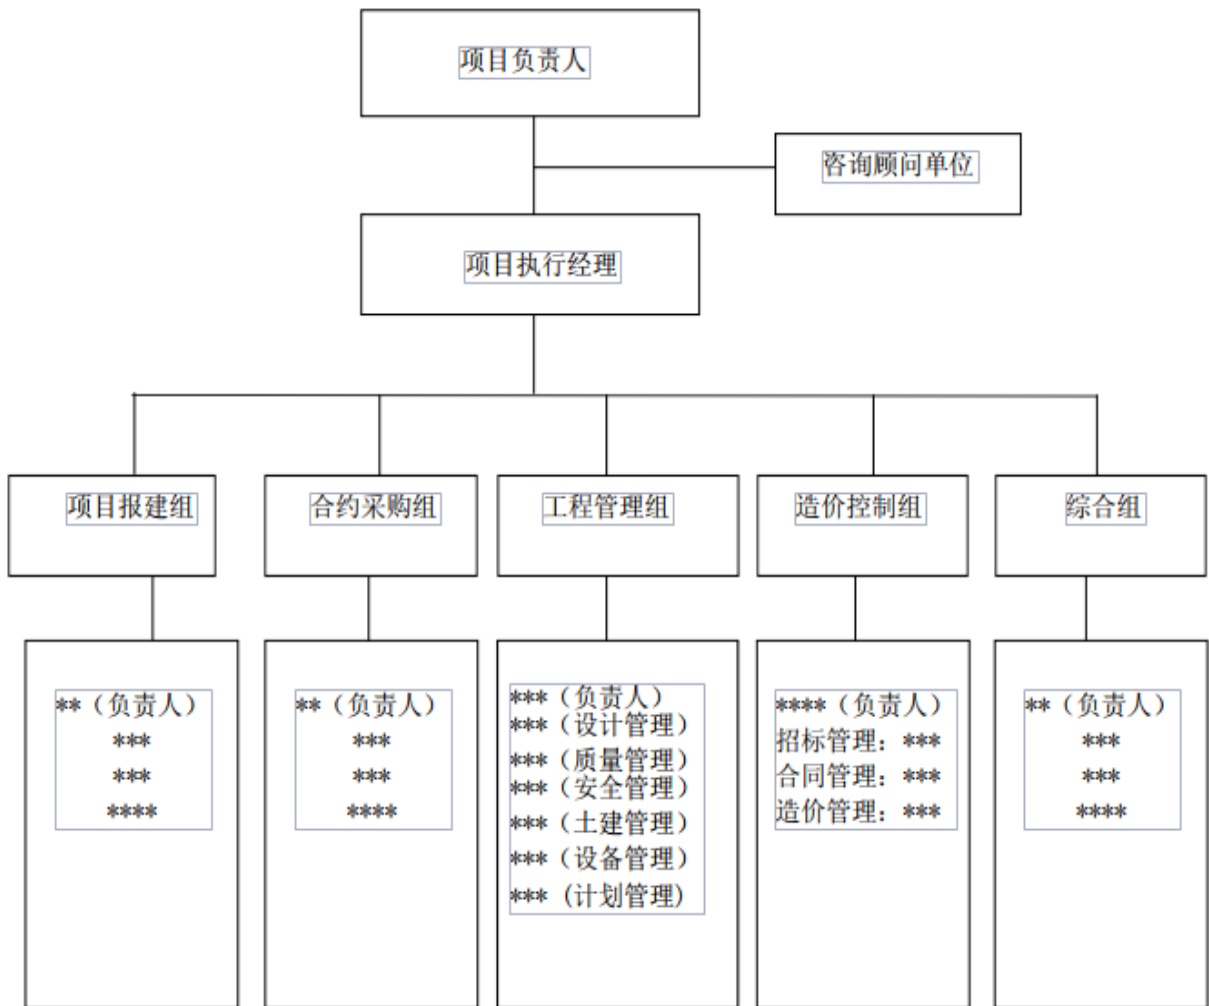 项目负责人
咨询顾问单位
项目执行经理
项目报建组
合约采购组
工程管理组
造价控制组
综合组
**（负责人）
***
***
****
**（负责人）
***
***
****
***（负责人）
***（设计管理）
***（质量管理）
***（安全管理）
***（土建管理）
***（设备管理）
***（计划管理)
****（负责人）
招标管理：***
合同管理：***
造价管理：***
**（负责人）
***
***
****